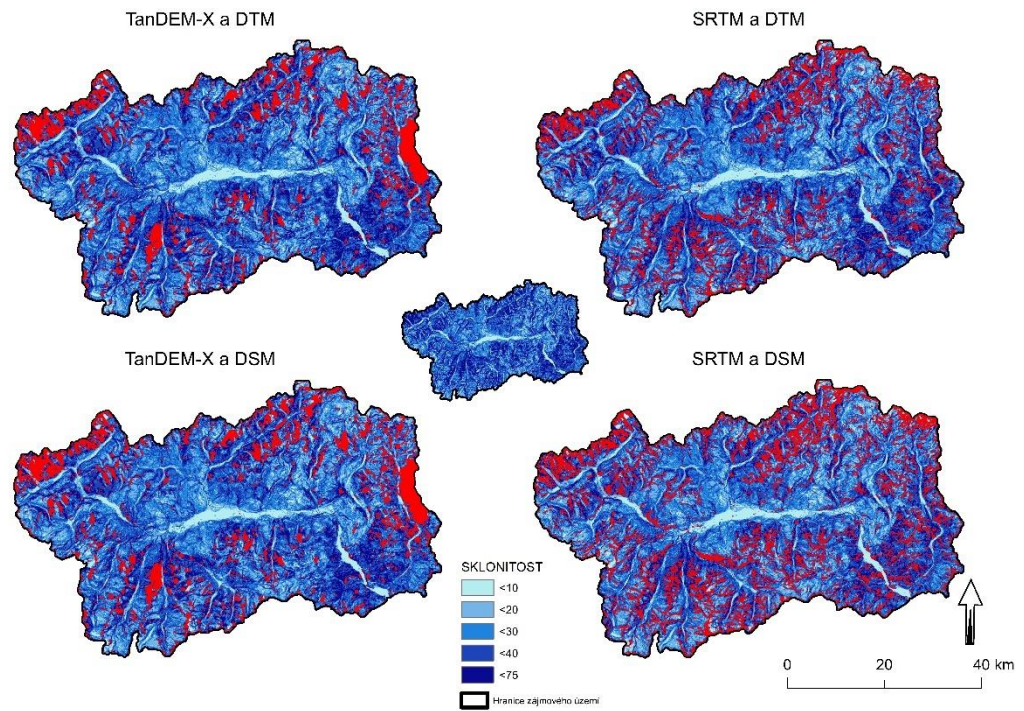 TanDEM-X a DTM
SRTM a DTM
TanDEM-X a DSM
SRTM a DSM
SKLONITOST
<10
<20
<30
<40
<75
Hranice zájmového území
0 20 40 km